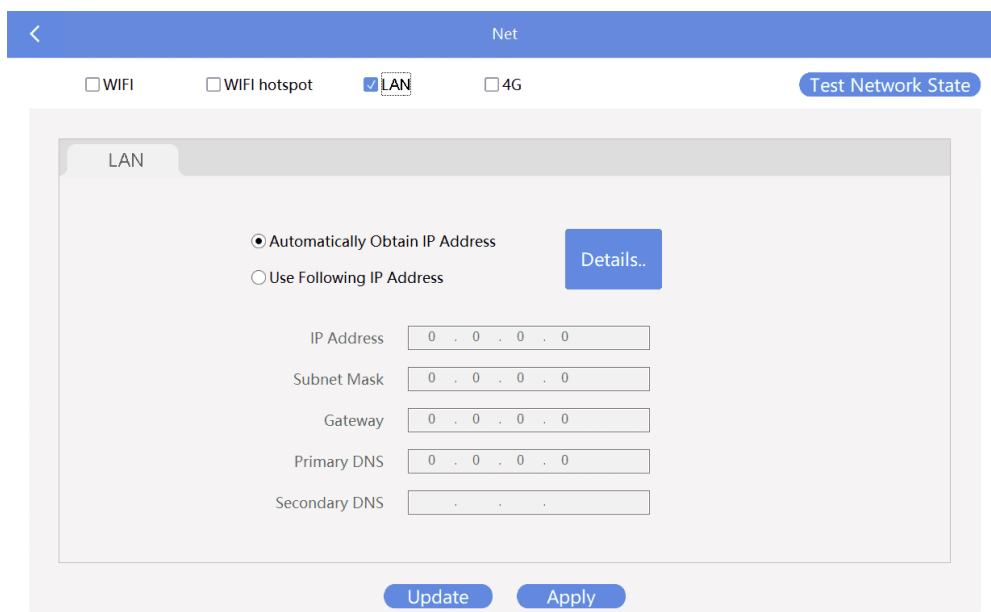 Net
WIFI WIFI hotspot LAN 4G Test Network State
LAN
Automatically Obtain IP Address
Details..
Use Following IP Address
IP Address 0 . 0 . 0 . 0
Subnet Mask 0 . 0 . 0 . 0
Gateway 0 . 0 . 0 . 0
Primary DNS 0 . 0 . 0 . 0
Secondary DNS . . .
Update Apply